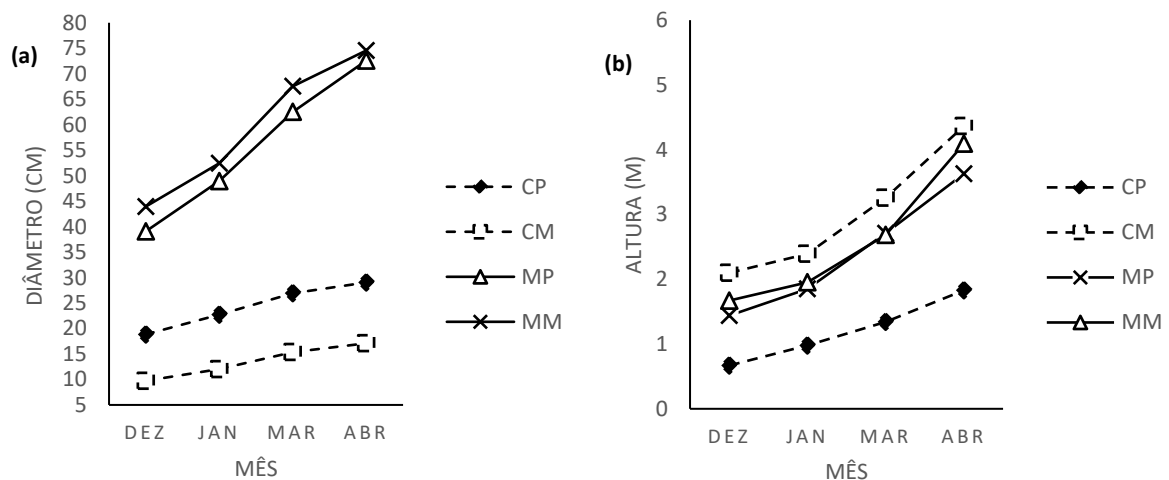 (a)
DIÂMETRO (CM)
80
75
70
65
60
55
50
45
40
35
30
25
20
15
10
5
DEZ JAN MAR ABR
MÊS
CP
CM
MP
MM
(b)
ALTURA (M)
6
5
4
3
2
1
0
DEZ JAN MAR ABR
MÊS
CP
CM
MP
MM